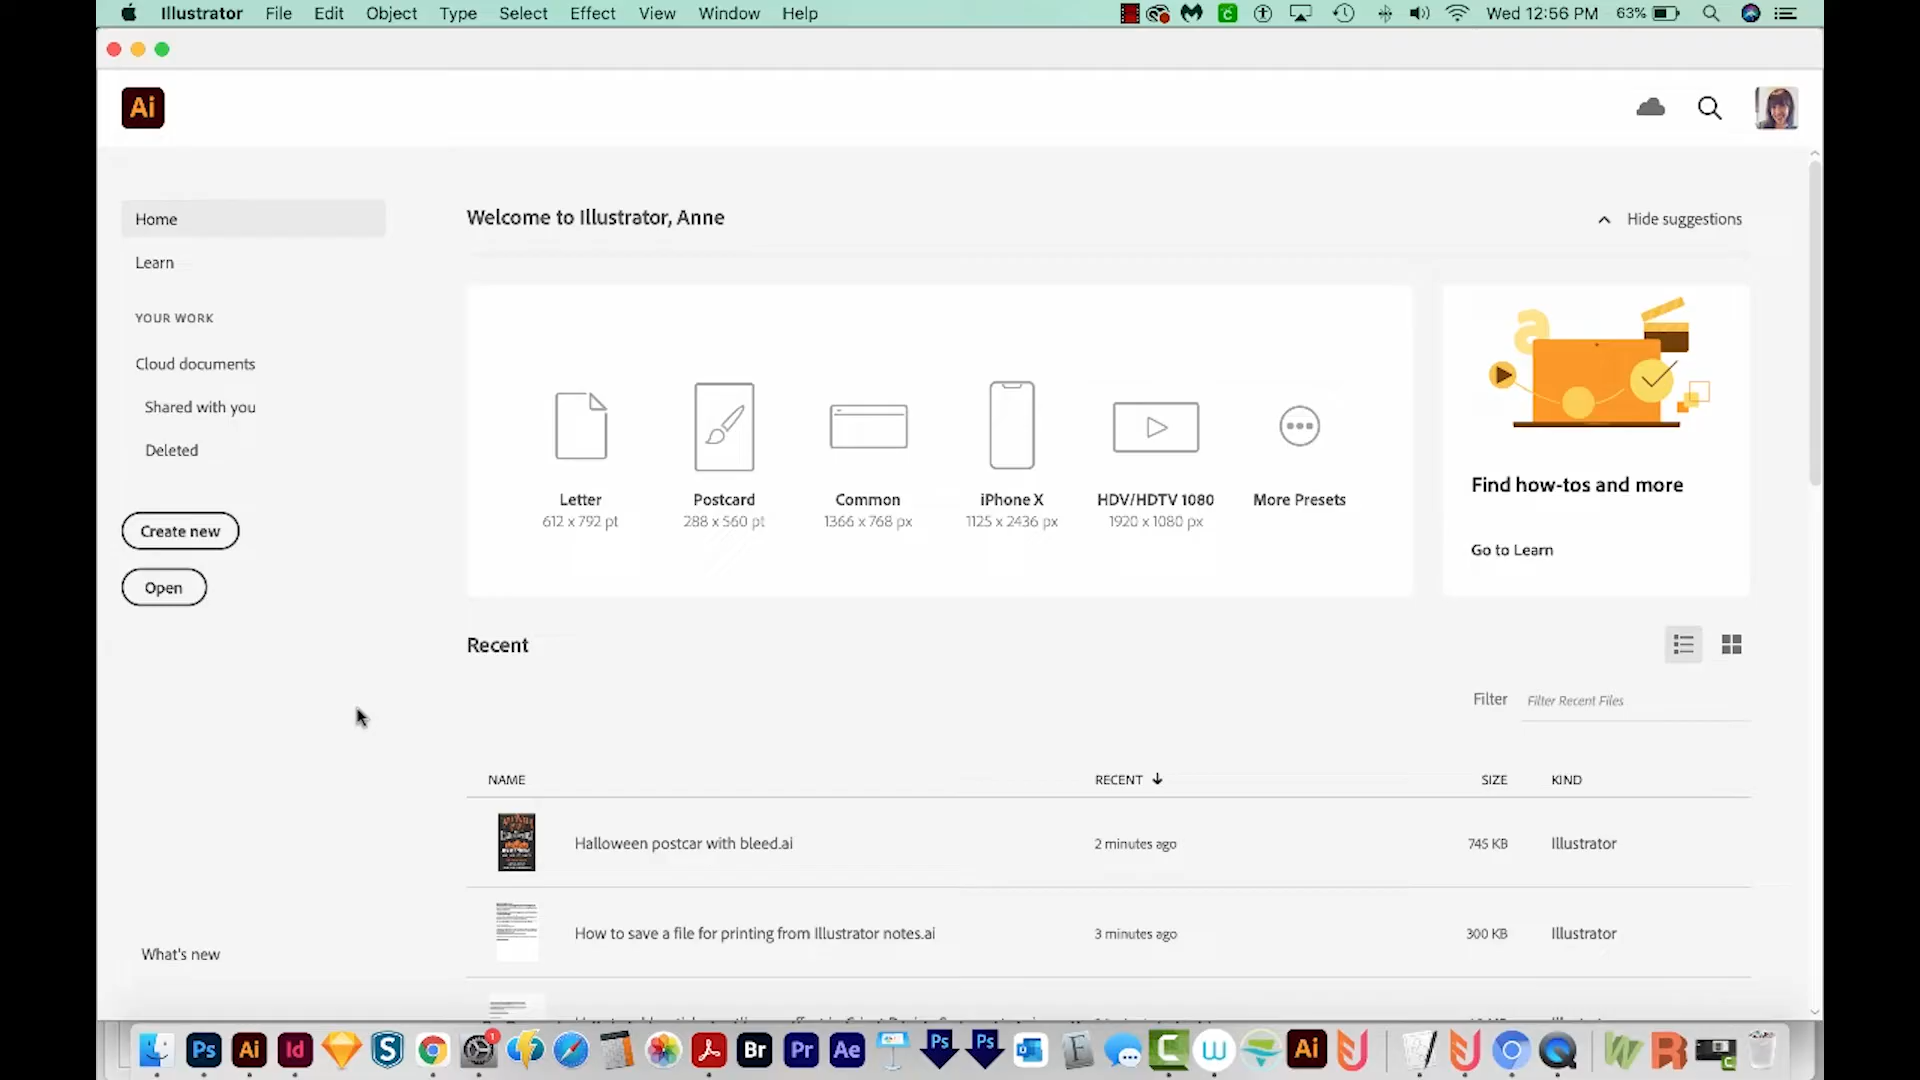 Illustrator File Edit Object Type Select Effect View Window Help
Wed 12:56 PM 63%
Ai
Home
Learn
YOUR WORK
Cloud documents
Shared with you
Deleted
Create new
Open
What's new
Welcome to Illustrator, Anne
Hide suggestions
Letter
612 x 792 pt
Postcard
288 x 560 pt
Common
1366 x 768 px
iPhone X
1125 x 2436 px
HDV/HDTV 1080
1920 x 1080 px
More Presets
a
Find how-tos and more
Go to Learn
Recent
Filter Filter Recent Files
NAME RECENT SIZE KIND
Halloween postcar with bleed.ai 2 minutes ago 745 KB Illustrator
How to save a file for printing from Illustrator notes.ai 3 minutes ago 300 KB Illustrator
Ps Ai Id S 1 Br Pr Ae Ps Ps C W Ai